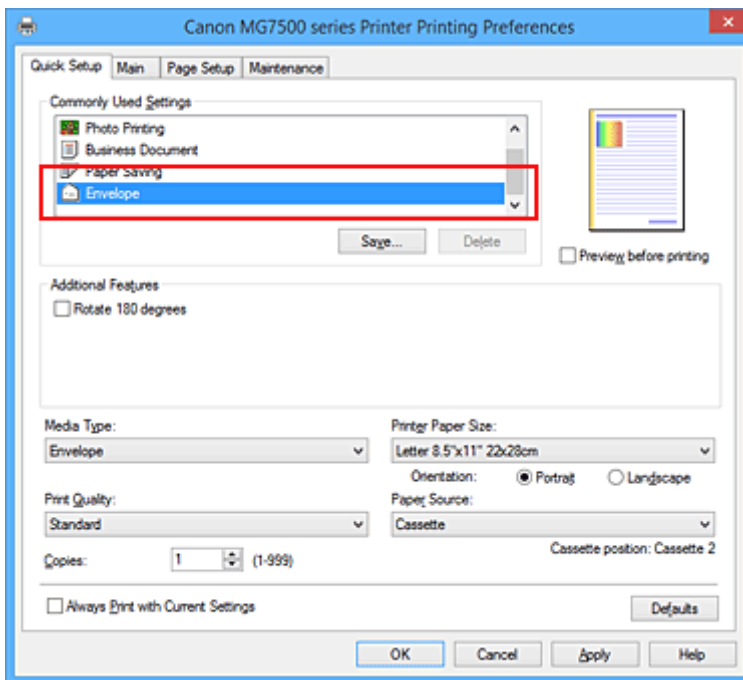 Canon MG7500 series Printer Printing Preferences
Quick Setup Main Page Setup Maintenance
Commonly Used Settings
Photo Printing
Business Document
Paper Saving
Envelope
Save... Delete
Preview before printing
Additional Features
Rotate 180 degrees
Media Type: Printer Paper Size:
Envelope Letter 8.5"x11" 22x28cm
Orientation: Portrait Landscape
Print Quality: Paper Source:
Standard Cassette
Cassette position: Cassette 2
Copies: 1 (1-999)
Always Print with Current Settings Defaults
OK Cancel Apply Help